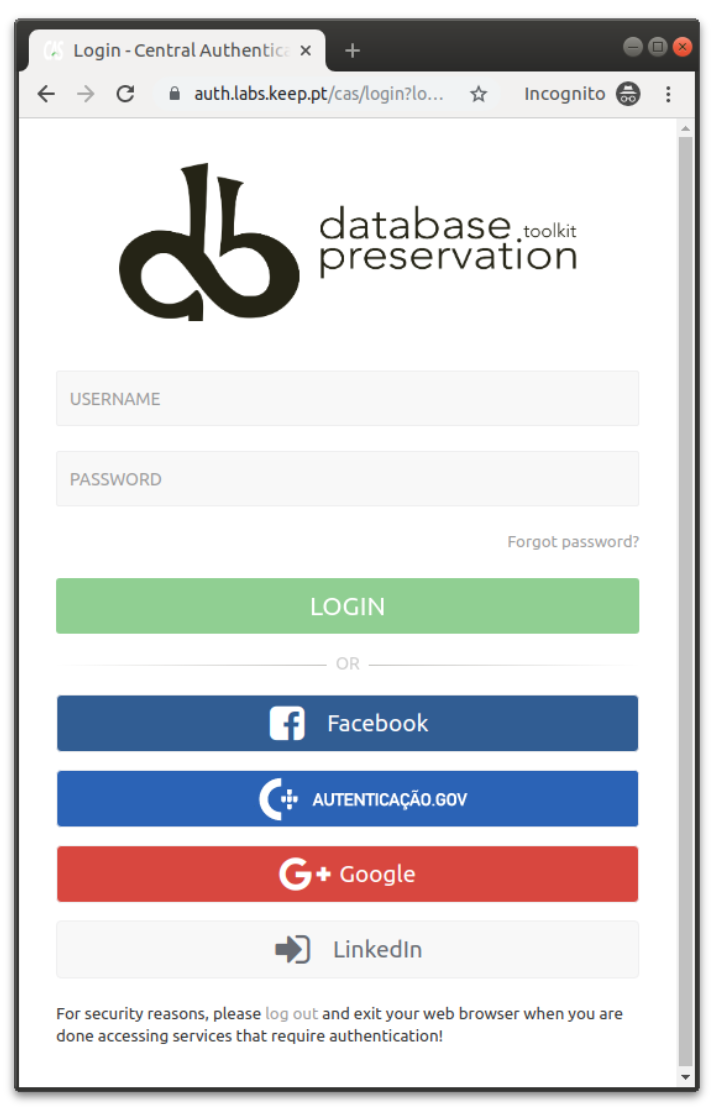 Login - Central Authentica
auth.labs.keep.pt/cas/login?lo...
Incognito
database
.toolkit
preservation
USERNAME
PASSWORD
Forgot password?
LOGIN
OR
Facebook
AUTENTICAÇÃO.GOV
G+ Google
LinkedIn
For security reasons, please log out and exit your web browser when you are
done accessing services that require authentication!